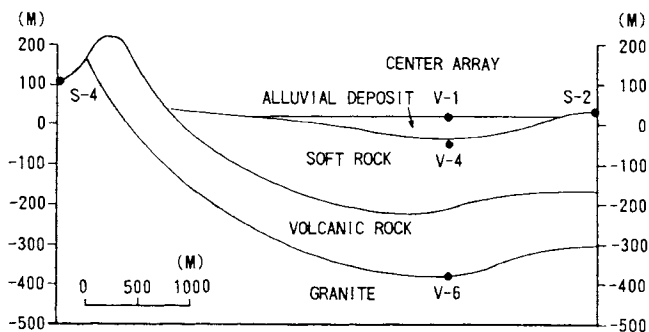 (M)
(M)
200
200
CENTER ARRAY
100
S-4
ALLUVIAL DEPOSIT
V-1
S-2
100
0
0
SOFT ROCK
V-4
-100
-100
-200
-200
VOLCANIC ROCK
-300
(M)
-300
0 500 1000
-400
GRANITE
V-6
-400
-500
-500